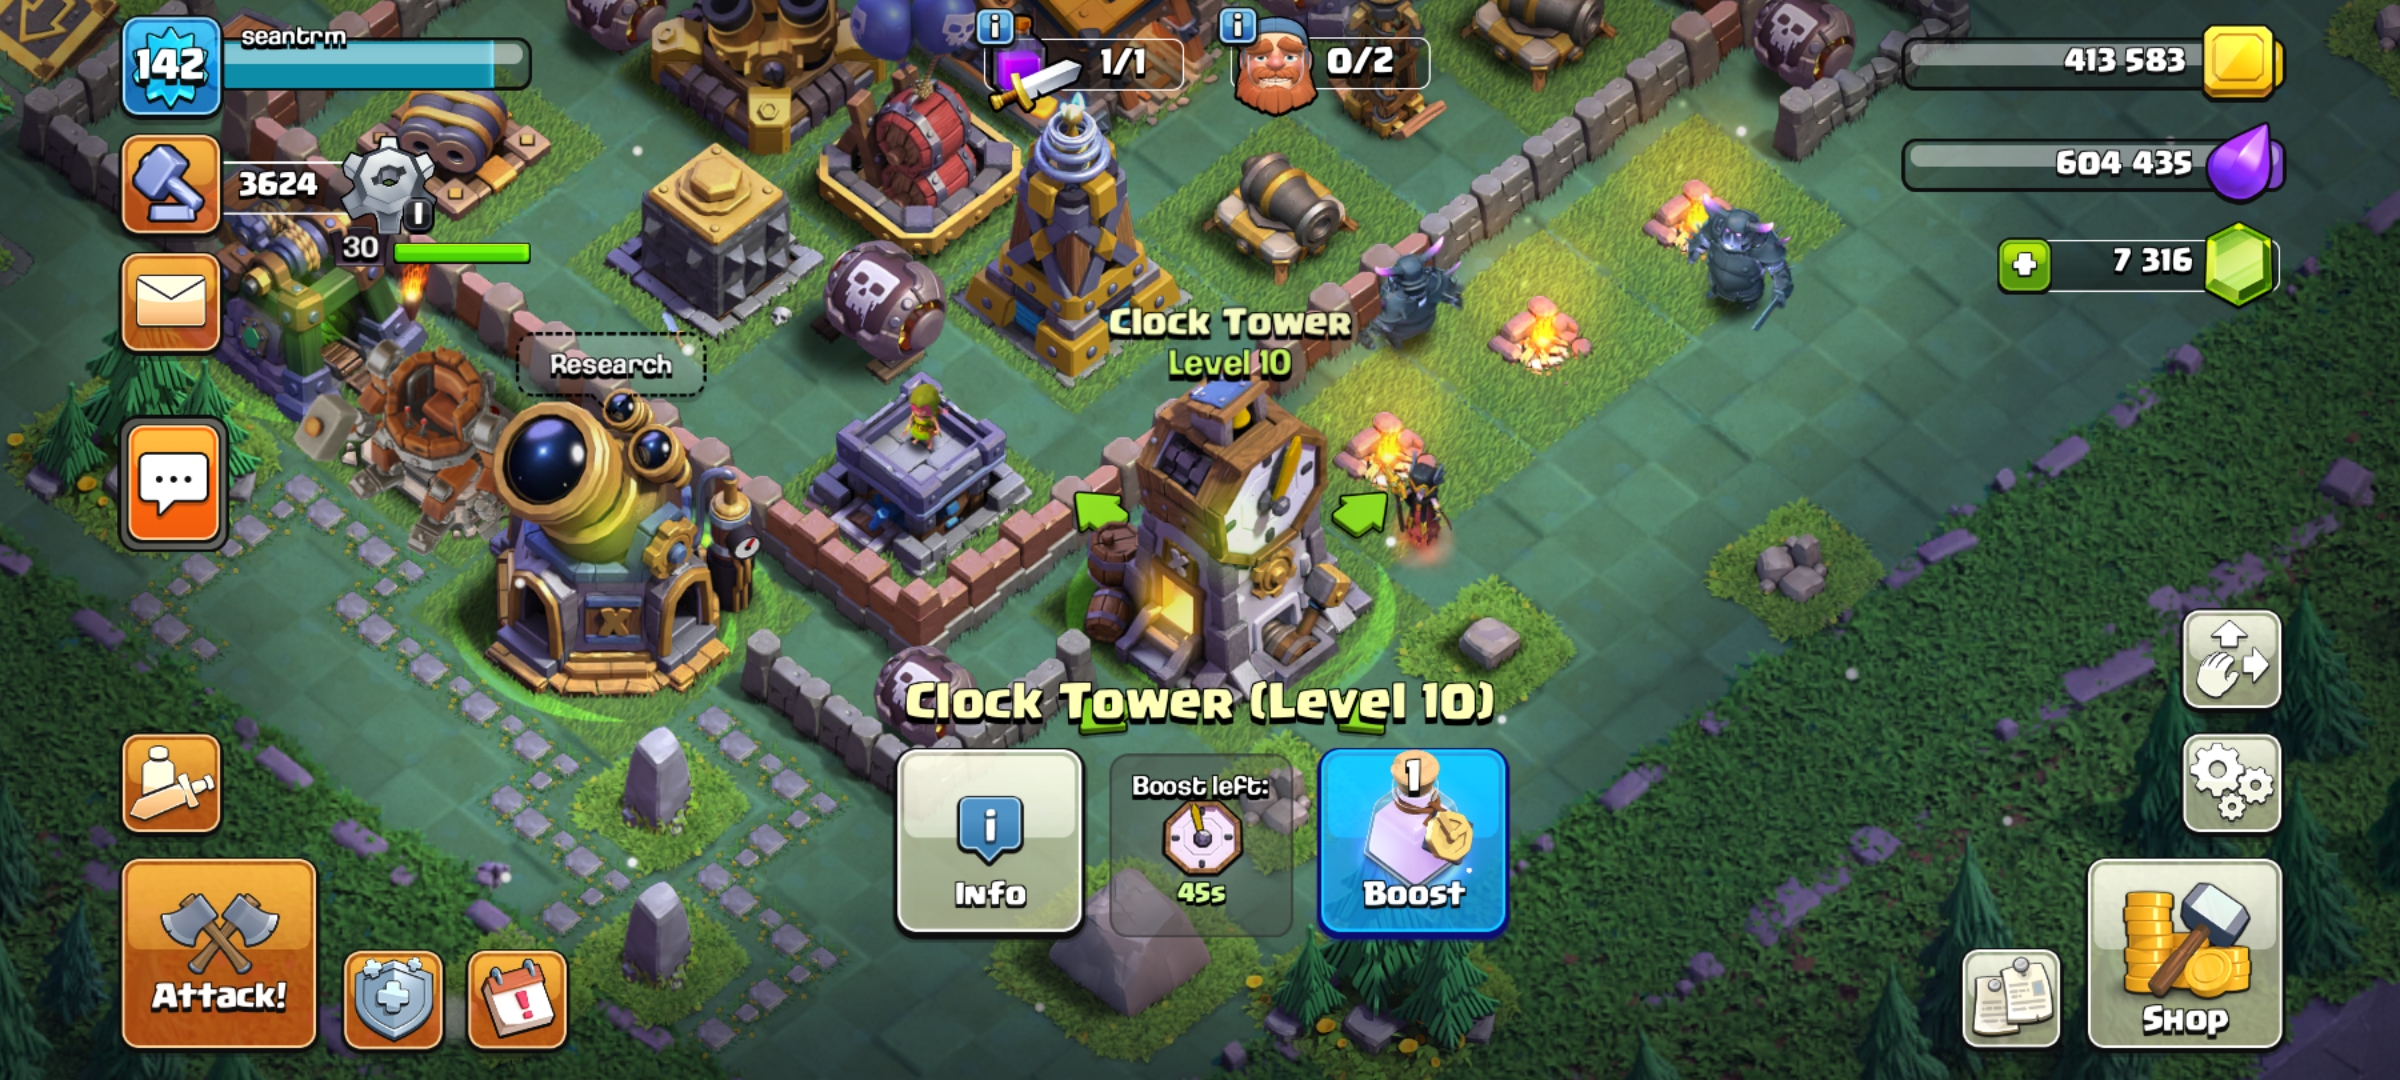 142
seantrm
1/1
0/2
413 583
3624
I
30
604 435
7 316
Clock Tower
Level 10
Research
Clock Tower (Level 10)
Info
Boost left:
45s
1
Boost
Attack!
Shop